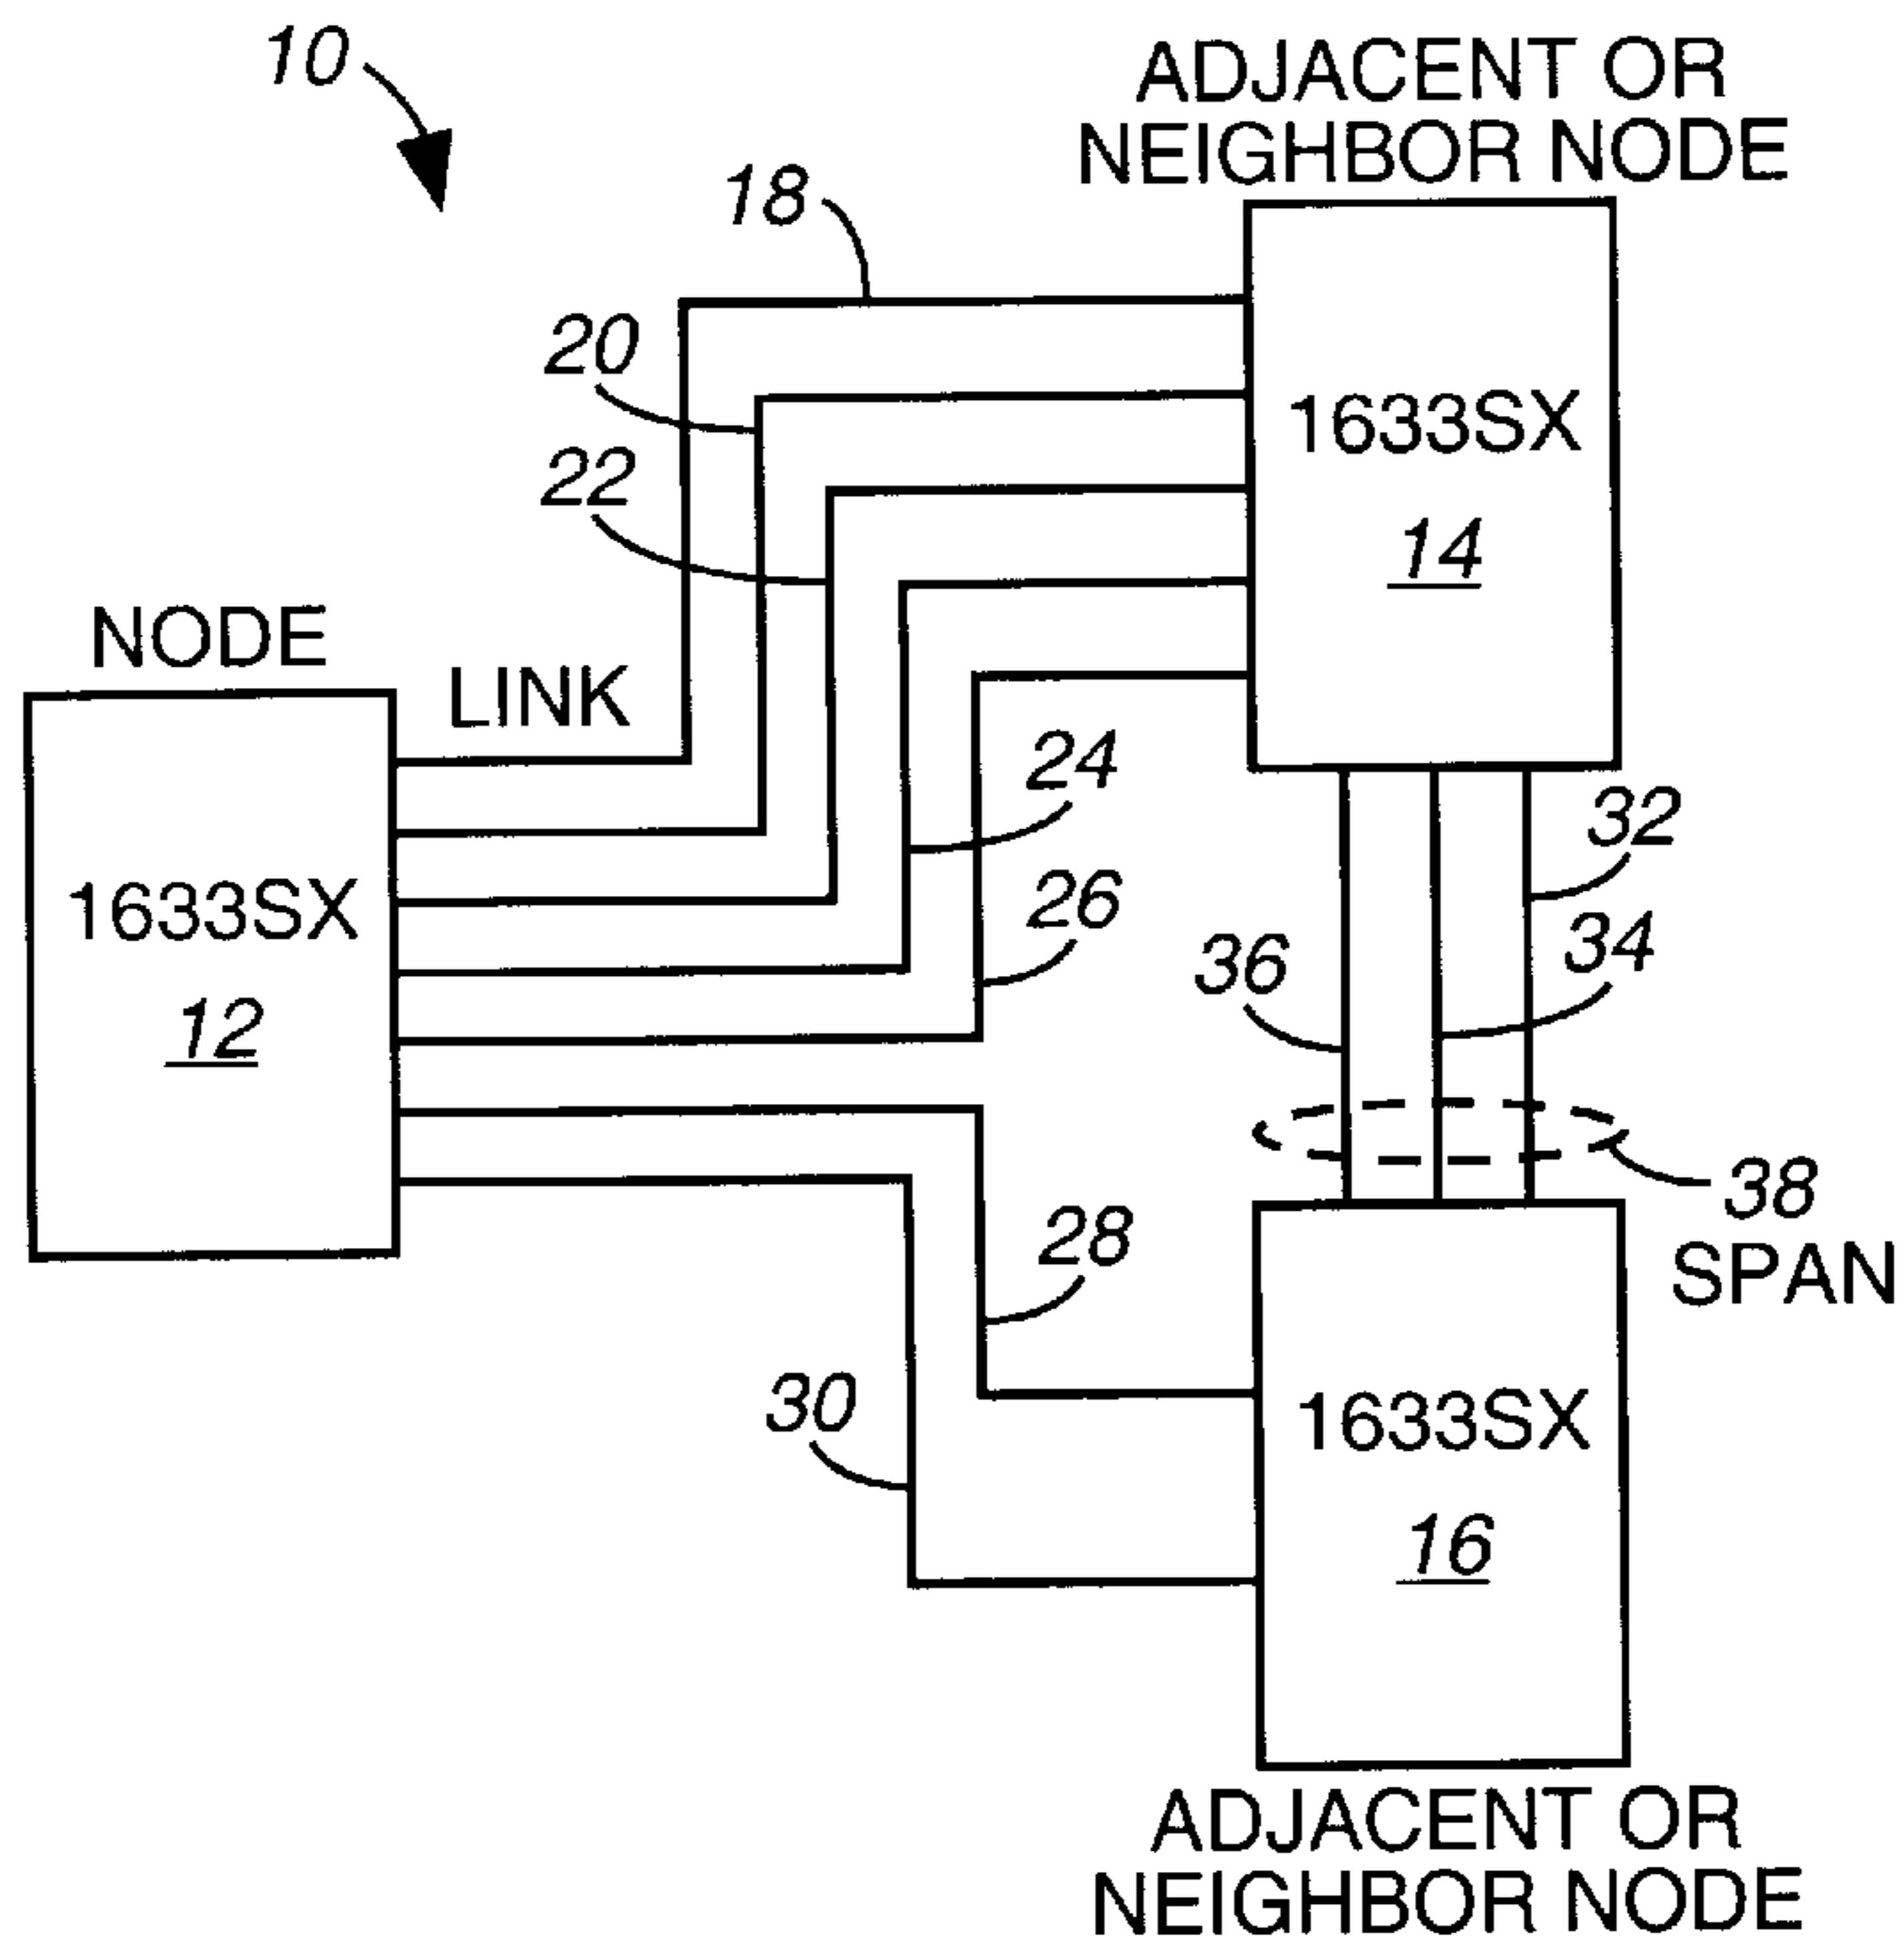 10
ADJACENT OR
NEIGHBOR NODE
18
20
1633SX
22
14
NODE
LINK
24
32
1633SX
26
34
36
12
38
SPAN
28
30
1633SX
16
ADJACENT OR
NEIGHBOR NODE